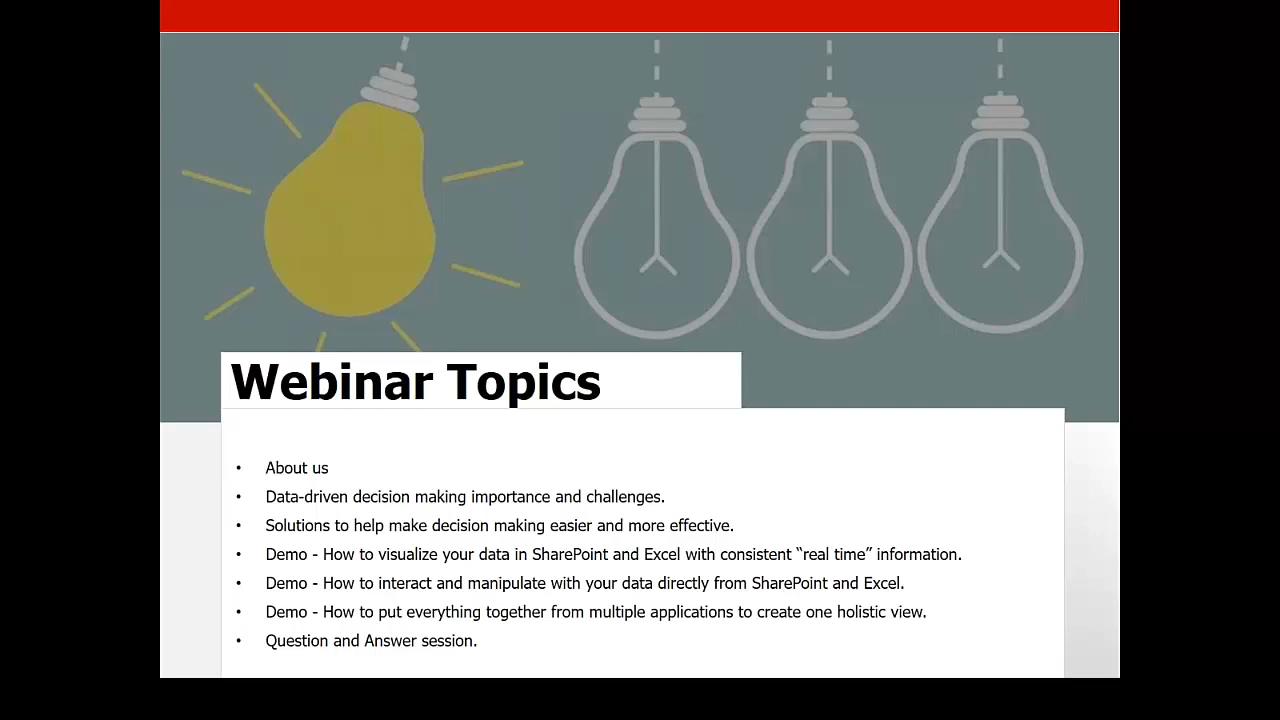 Webinar Topics
• About us
• Data-driven decision making importance and challenges.
• Solutions to help make decision making easier and more effective.
• Demo - How to visualize your data in SharePoint and Excel with consistent “real time” information.
• Demo - How to interact and manipulate with your data directly from SharePoint and Excel.
• Demo - How to put everything together from multiple applications to create one holistic view.
• Question and Answer session.